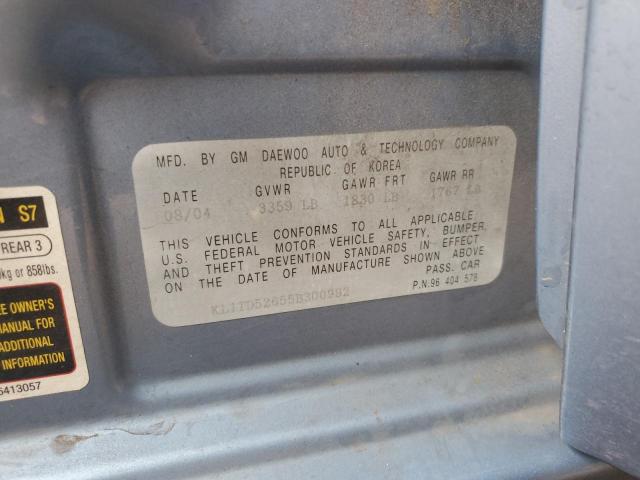 MFD. BY GM DAEWOO AUTO & TECHNOLOGY COMPANY
REPUBLIC OF KOREA
DATE GVWR GAWR FRT GAWR RR
08/04 3359 LB 1830 LB 1767 LB
THIS VEHICLE CONFORMS TO ALL APPLICABLE
U.S. FEDERAL MOTOR VEHICLE SAFETY, BUMPER,
AND THEFT PREVENTION STANDARDS IN EFFECT
ON THE DATE OF MANUFACTURE SHOWN ABOVE
PASS. CAR
KL1TD52655B300992
P.N.96 404 578
N S7
REAR 3
kg or 858lbs.
E OWNER'S
MANUAL FOR
ADDITIONAL
INFORMATION
5413057